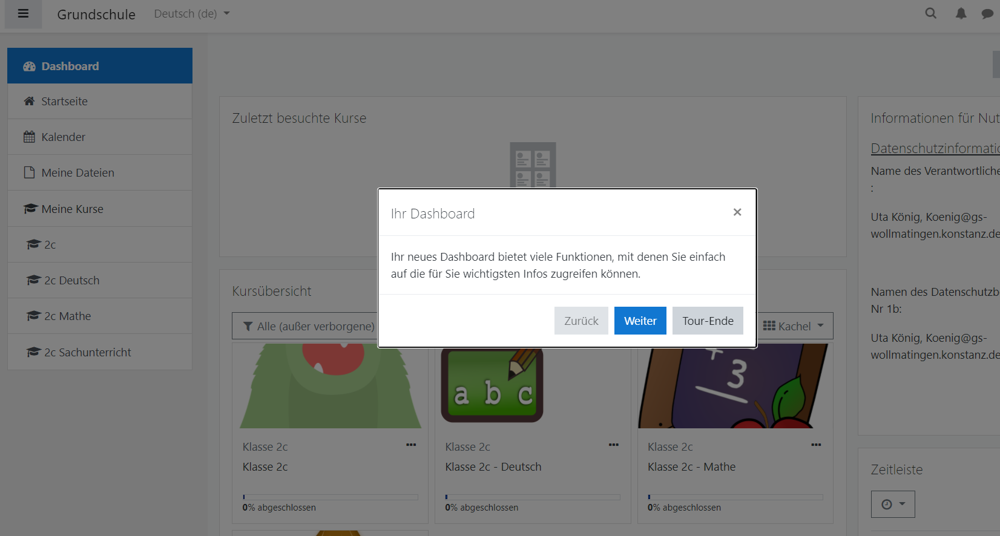 Grundschule
Deutsch (de)
Dashboard
Startseite
Kalender
Meine Dateien
Meine Kurse
2c
2c Deutsch
2c Mathe
2c Sachunterricht
Zuletzt besuchte Kurse
Ihr Dashboard
×
Ihr neues Dashboard bietet viele Funktionen, mit denen Sie einfach
auf die für Sie wichtigsten Infos zugreifen können.
Zurück
Weiter
Tour-Ende
Kursübersicht
Alle (außer verborgene)
Kachel
a b c
+
3
Klasse 2c
Klasse 2c
0% abgeschlossen
Klasse 2c
Klasse 2c - Deutsch
0% abgeschlossen
Klasse 2c
Klasse 2c - Mathe
0% abgeschlossen
Informationen für Nut
Datenschutzinformatio
Name des Verantwortliche
:
Uta König, Koenig@gs-
wollmatingen.konstanz.de
Namen des Datenschutzb
Nr 1b:
Uta König, Koenig@gs-
wollmatingen.konstanz.de
Zeitleiste